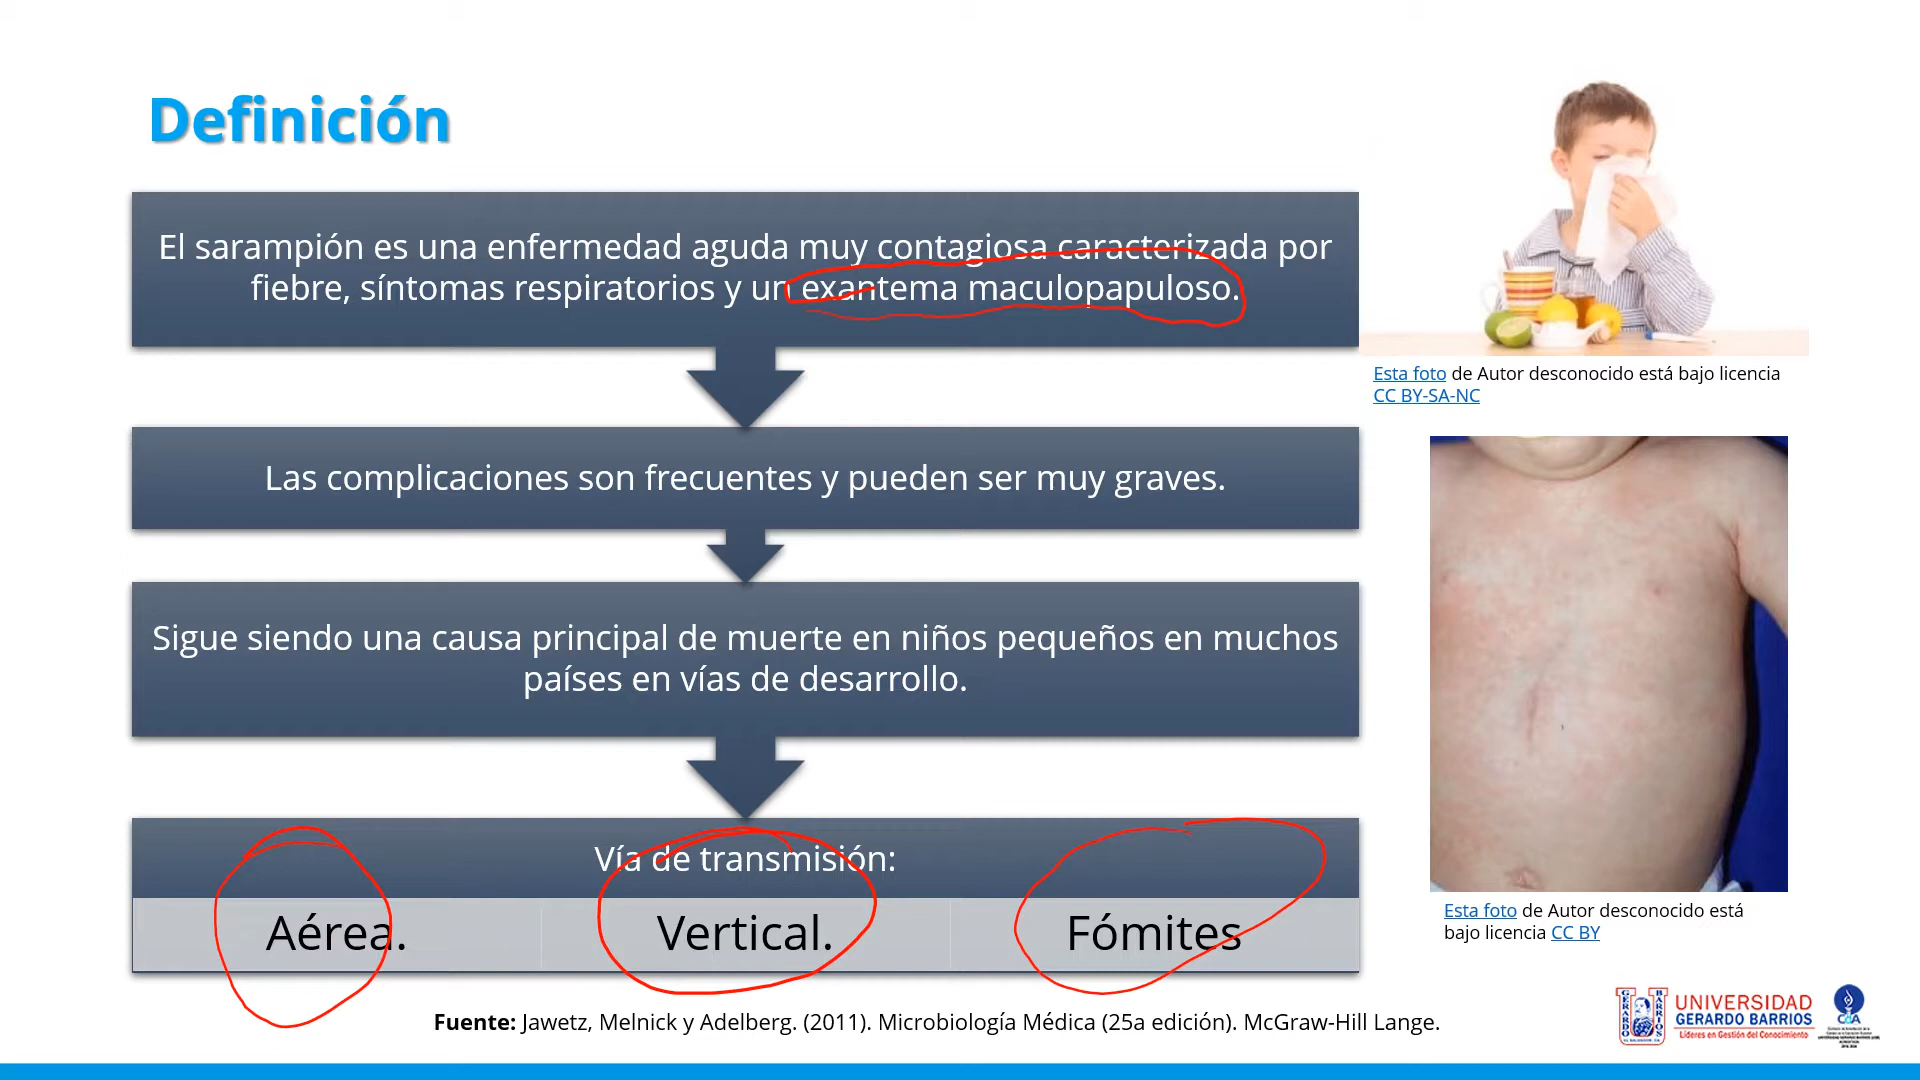 Definición
El sarampión es una enfermedad aguda muy contagiosa caracterizada por
fiebre, síntomas respiratorios y un exantema maculopapuloso.
Las complicaciones son frecuentes y pueden ser muy graves.
Sigue siendo una causa principal de muerte en niños pequeños en muchos
países en vías de desarrollo.
Vía de transmisión:
Aérea.
Vertical.
Fómites
Esta foto de Autor desconocido está bajo licencia
CC BY-SA-NC
Esta foto de Autor desconocido está
bajo licencia CC BY
Fuente: Jawetz, Melnick y Adelberg. (2011). Microbiología Médica (25a edición). McGraw-Hill Lange.
GERARDO
BARRIOS
UNIVERSIDAD
GERARDO BARRIOS
Líderes en Gestión del Conocimiento
CdA